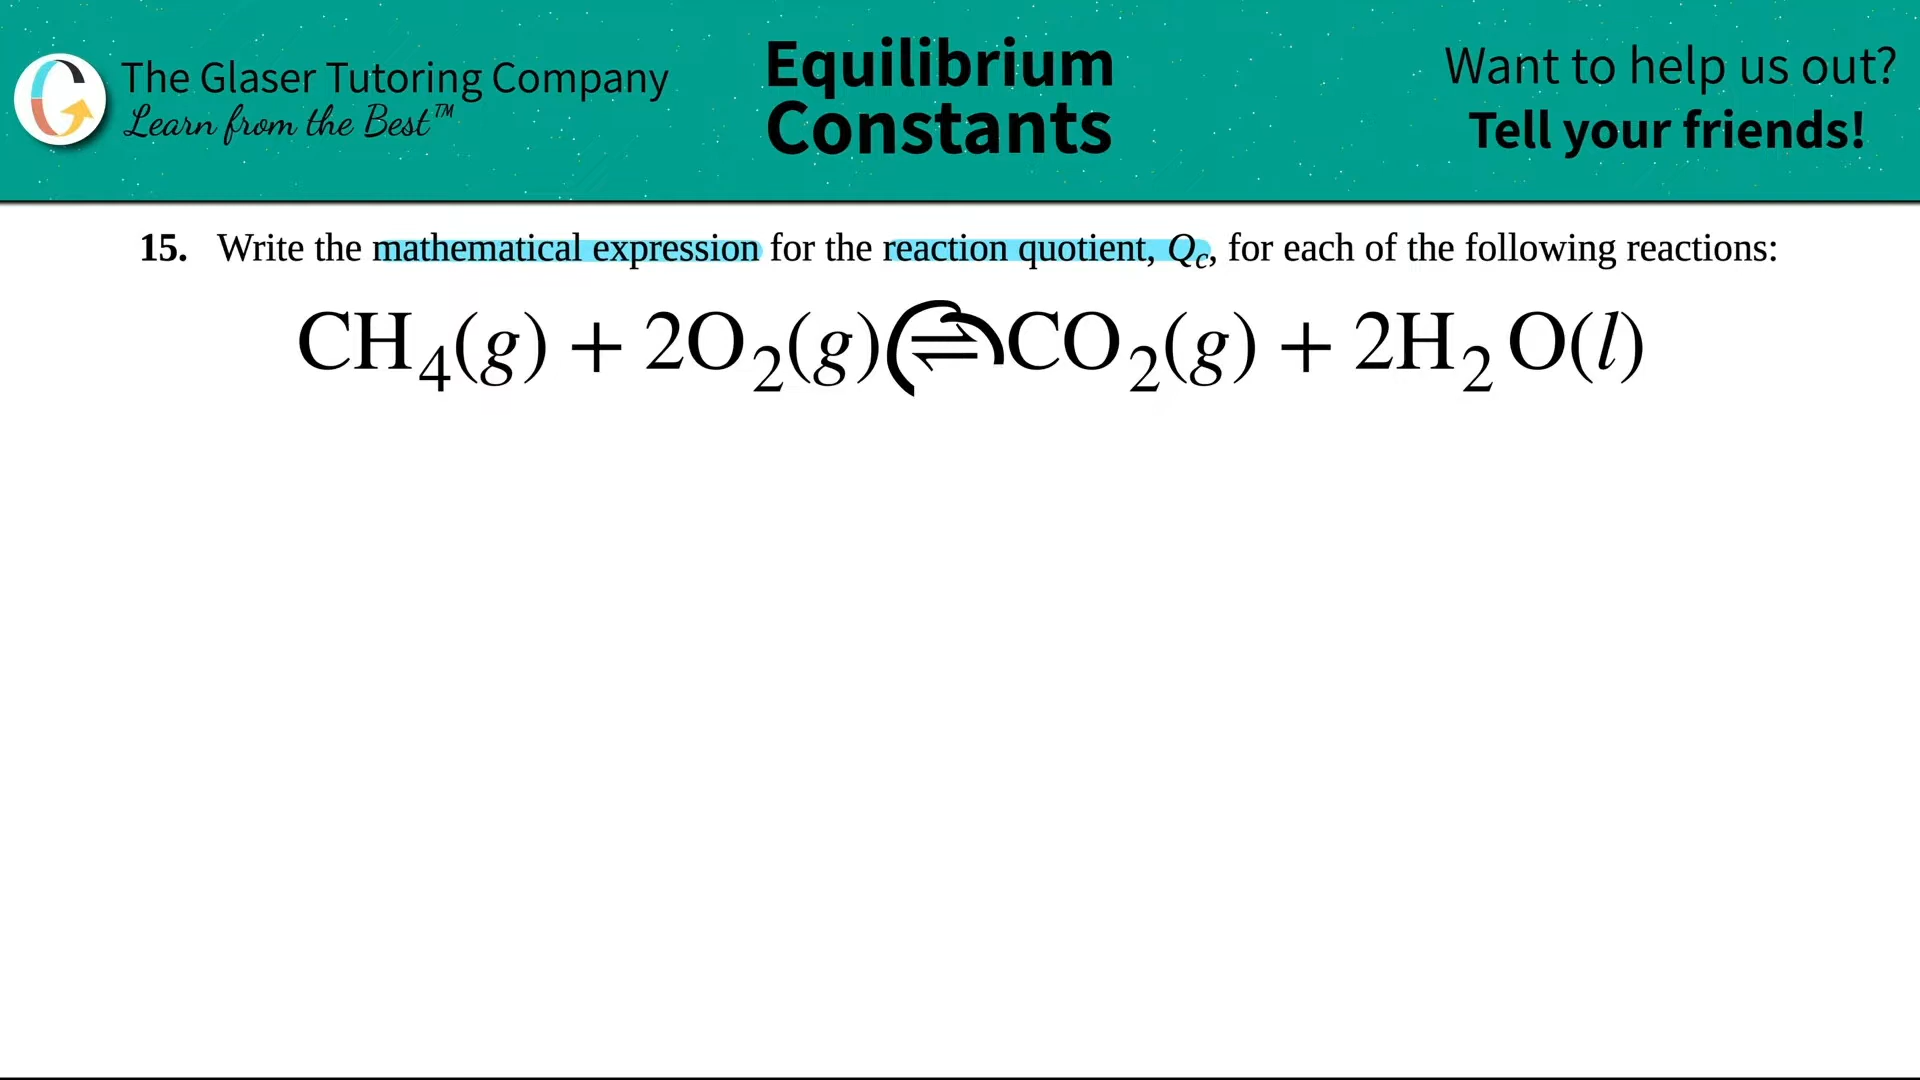 The Glaser Tutoring Company
Learn from the Best™
Equilibrium
Constants
Want to help us out?
Tell your friends!
15. Write the mathematical expression for the reaction quotient, Qc, for each of the following reactions:
CH₄(g) + 2O₂(g) ⇌ CO₂(g) + 2H₂O(l)